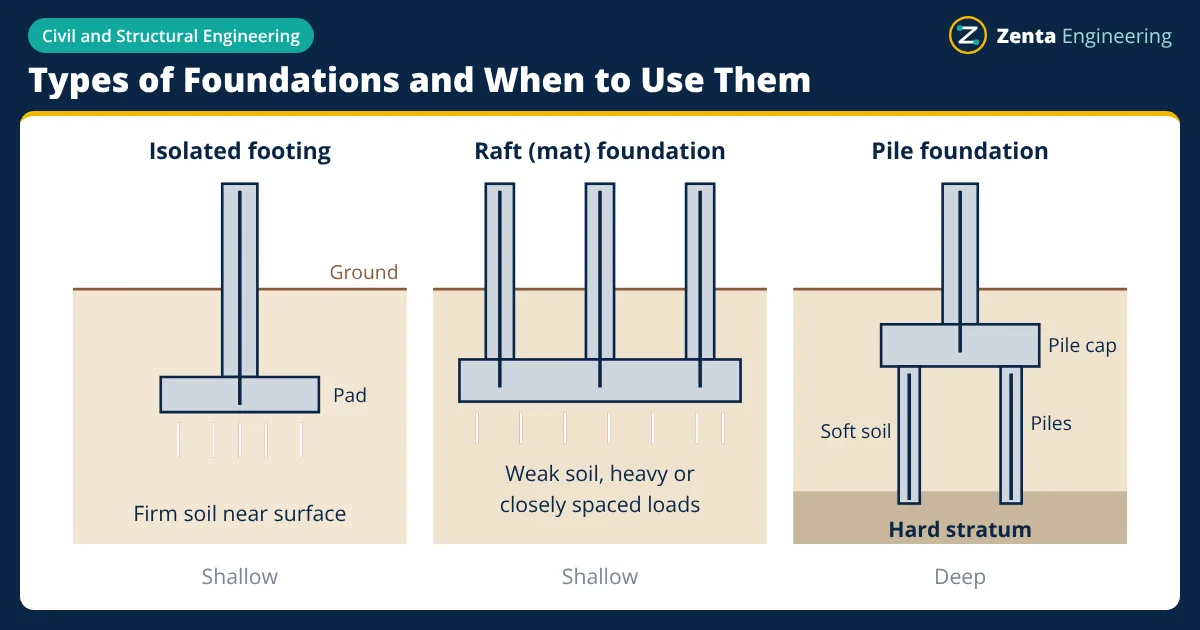 Civil and Structural Engineering
Zenta Engineering
Types of Foundations and When to Use Them
Isolated footing
Ground
Pad
Firm soil near surface
Shallow
Raft (mat) foundation
Weak soil, heavy or
closely spaced loads
Shallow
Pile foundation
Pile cap
Soft soil
Piles
Hard stratum
Deep